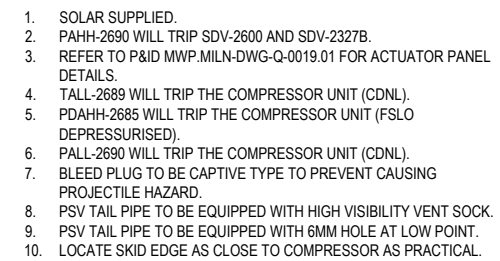 1. SOLAR SUPPLIED.
2. PAHH-2690 WILL TRIP SDV-2600 AND SDV-2327B.
3. REFER TO P&ID MWP.MILN-DWG-Q-0019.01 FOR ACTUATOR PANEL
DETAILS.
4. TALL-2689 WILL TRIP THE COMPRESSOR UNIT (CDNL).
5. PDAHH-2685 WILL TRIP THE COMPRESSOR UNIT (FSLO
DEPRESSURISED).
6. PALL-2690 WILL TRIP THE COMPRESSOR UNIT (CDNL).
7. BLEED PLUG TO BE CAPTIVE TYPE TO PREVENT CAUSING
PROJECTILE HAZARD.
8. PSV TAIL PIPE TO BE EQUIPPED WITH HIGH VISIBILITY VENT SOCK.
9. PSV TAIL PIPE TO BE EQUIPPED WITH 6MM HOLE AT LOW POINT.
10. LOCATE SKID EDGE AS CLOSE TO COMPRESSOR AS PRACTICAL.